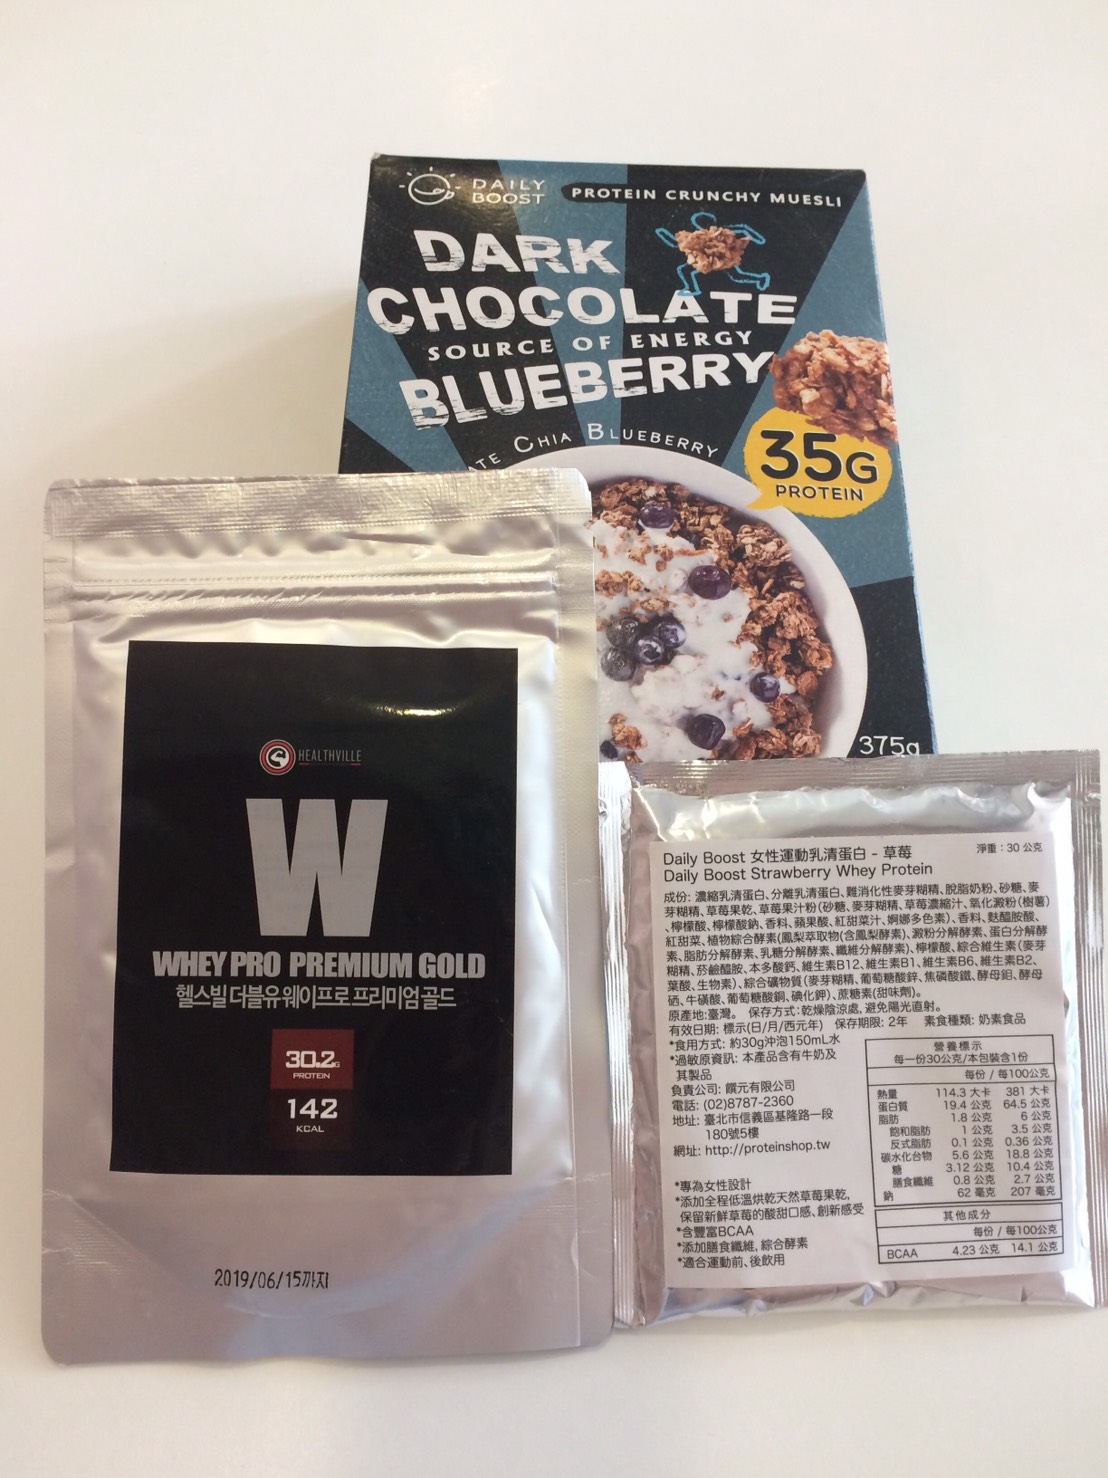 DAILY
BOOST
PROTEIN CRUNCHY MUESLI
DARK
CHOCOLATE
SOURCE OF ENERGY
BLUEBERRY
CHIA BLUEBERRY
35G
PROTEIN
375g
HEALTHVILLE
W
WHEY PRO PREMIUM GOLD
헬스빌 더블유 웨이프로 프리미엄 골드
30.2G
PROTEIN
142
KCAL
2019/06/15까지
Daily Boost 女性運動乳清蛋白 - 草莓
淨重：30 公克
Daily Boost Strawberry Whey Protein
成份: 濃縮乳清蛋白、分離乳清蛋白、難消化性麥芽糊精、脫脂奶粉、砂糖、麥
芽糊精、草莓果乾、草莓果汁粉(砂糖、麥芽糊精、草莓濃縮汁、氧化澱粉(樹薯)
、檸檬酸、檸檬酸鈉、香料、蘋果酸、紅甜菜汁、婀娜多色素)、香料、麩醯胺酸、
紅甜菜、植物綜合酵素(鳳梨萃取物(含鳳梨酵素)、澱粉分解酵素、蛋白分解酵
素、脂肪分解酵素、乳糖分解酵素、纖維分解酵素)、檸檬酸、綜合維生素(麥芽
糊精、菸鹼醯胺、本多酸鈣、維生素B12、維生素B1、維生素B6、維生素B2、
葉酸、生物素)、綜合礦物質(麥芽糊精、葡萄糖酸鋅、焦磷酸鐵、酵母鉻、酵母
硒、牛磺酸、葡萄糖酸銅、碘化鉀)、蔗糖素(甜味劑)。
原產地:臺灣。 保存方式:乾燥陰涼處,避免陽光直射。
有效日期: 標示(日/月/西元年) 保存期限: 2年 素食種類: 奶素食品
*食用方式: 約30g沖泡150mL水
*過敏原資訊: 本產品含有牛奶及
其製品
負責公司: 饌元有限公司
電話: (02)8787-2360
地址: 臺北市信義區基隆路一段
180號5樓
網址: http://proteinshop.tw
*專為女性設計
*添加全程低溫烘乾天然草莓果乾,
保留新鮮草莓的酸甜口感、創新感受
*含豐富BCAA
*添加膳食纖維, 綜合酵素
*適合運動前、後飲用
營養標示
每一份30公克/本包裝含1份
每份 / 每100公克
熱量 114.3 大卡 381 大卡
蛋白質 19.4 公克 64.5 公克
脂肪 1.8 公克 6 公克
飽和脂肪 1 公克 3.5 公克
反式脂肪 0.1 公克 0.36 公克
碳水化合物 5.6 公克 18.8 公克
糖 3.12 公克 10.4 公克
膳食纖維 0.8 公克 2.7 公克
鈉 62 毫克 207 毫克
其他成分
每份 / 每100公克
BCAA 4.23 公克 14.1 公克